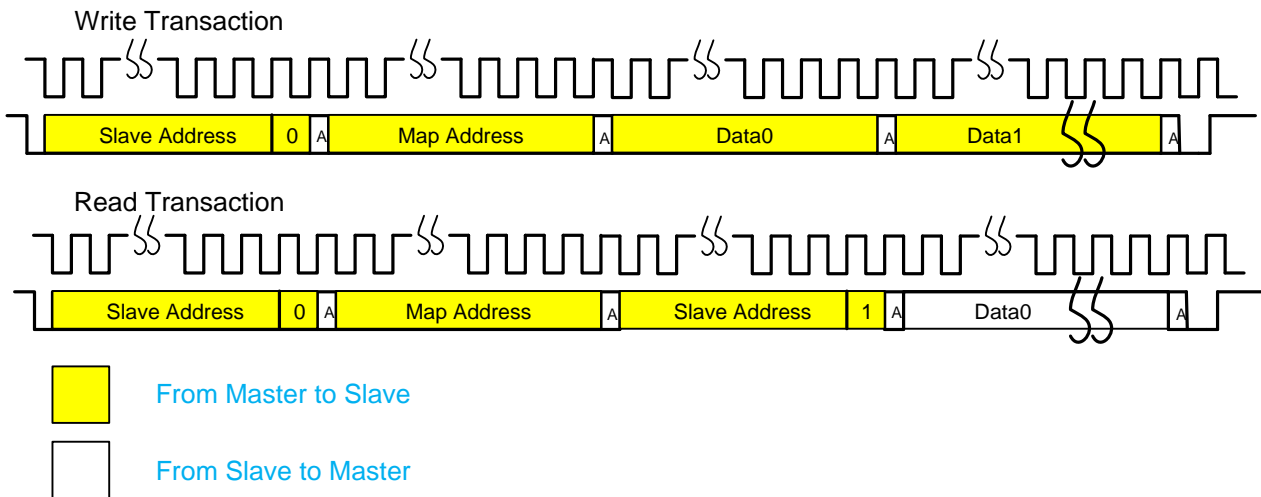 Write Transaction
Slave Address 0 A Map Address A Data0 A Data1 A
Read Transaction
Slave Address 0 A Map Address A Slave Address 1 A Data0 A
From Master to Slave
From Slave to Master